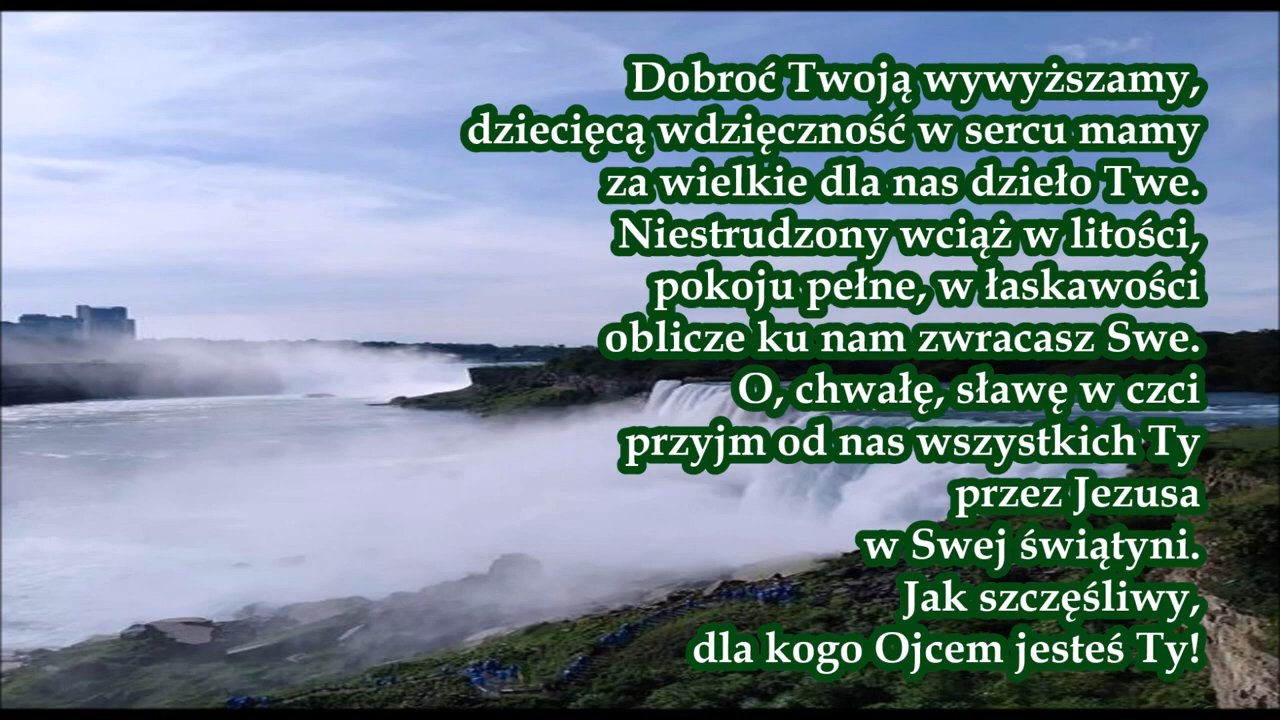 Dobroć Twoją wywyższamy,
dziecięcą wdzięczność w sercu mamy
za wielkie dla nas dzieło Twe.
Niestrudzony wciąż w litości,
pokoju pełne, w łaskawości
oblicze ku nam zwracasz Swe.
O, chwałę, sławę w czci
przyjm od nas wszystkich Ty
przez Jezusa
w Swej świątyni.
Jak szczęśliwy,
dla kogo Ojcem jesteś Ty!